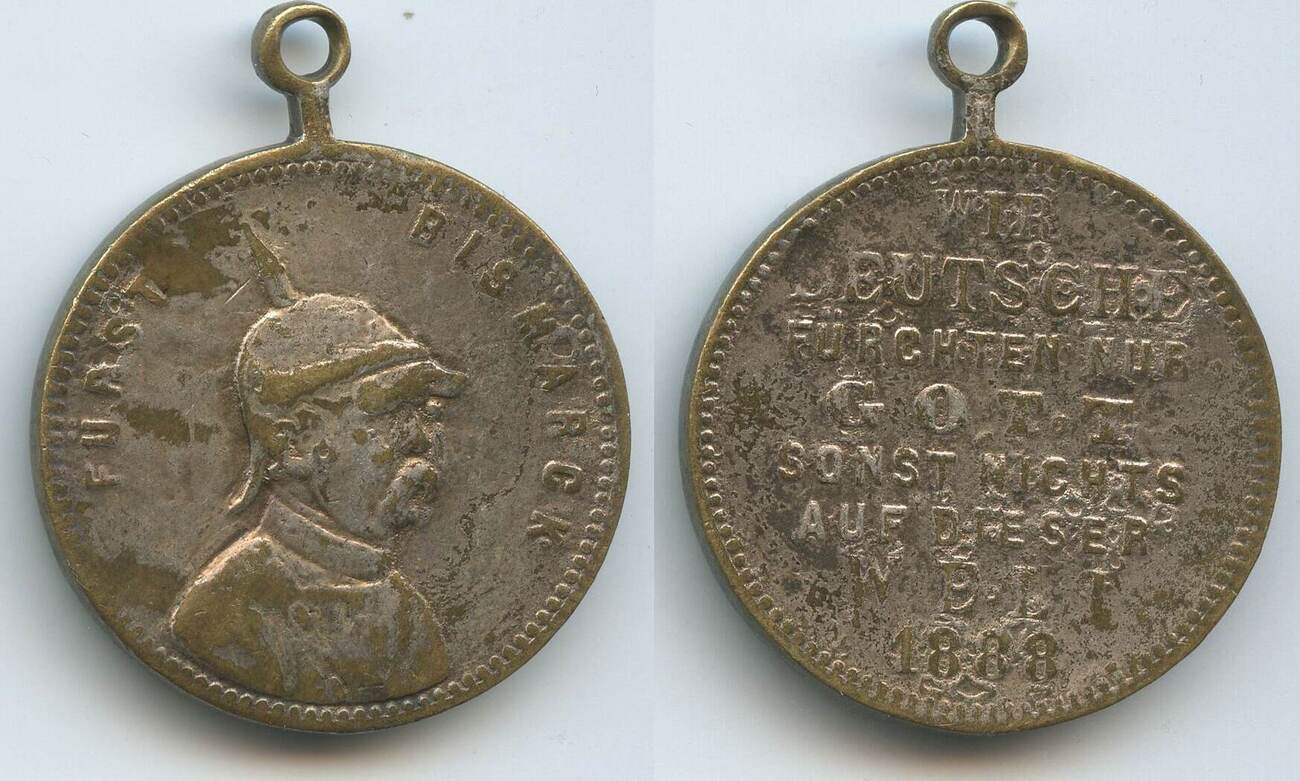 FÜRST BISMARCK
WIR
DEUTSCHE
FÜRCHTEN NUR
GOTT
SONST NICHTS
AUF DIESER
WELT
1888